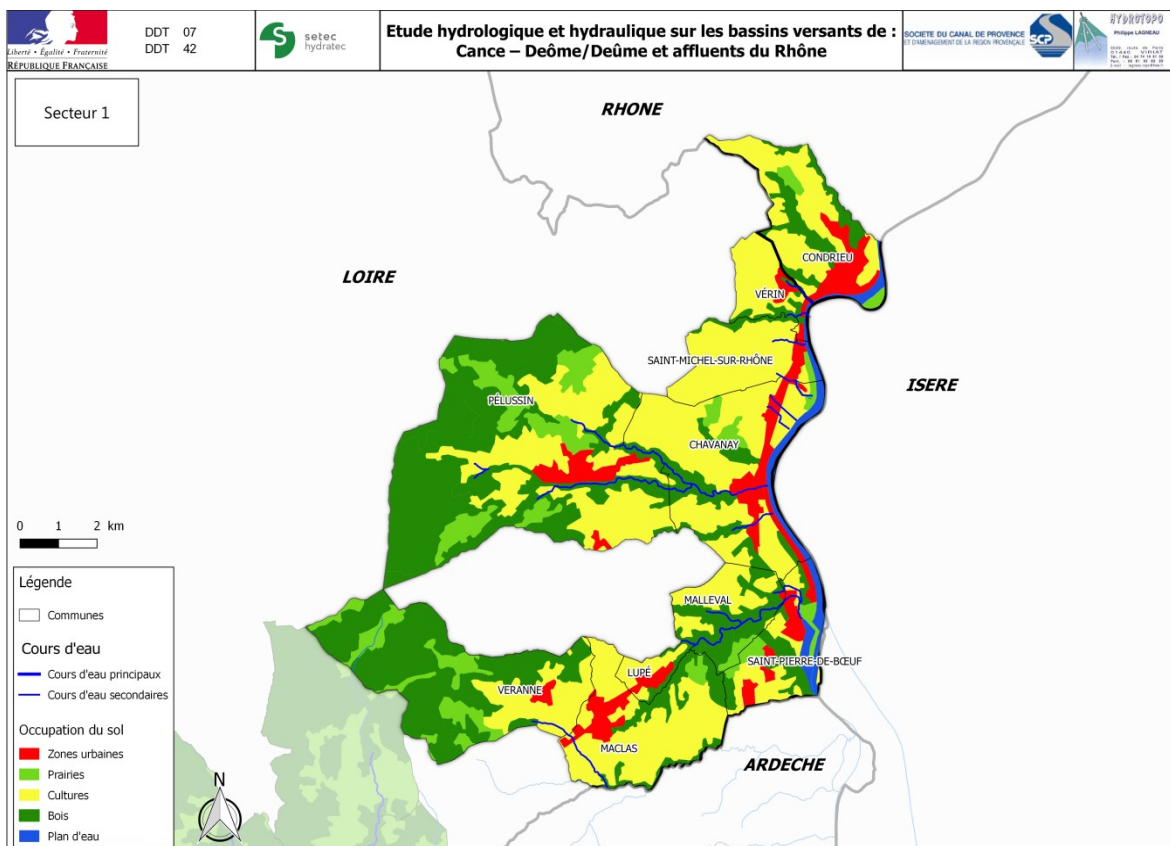 Liberté • Égalité • Fraternité
RÉPUBLIQUE FRANÇAISE
DDT 07
DDT 42
setec
hydratec
Etude hydrologique et hydraulique sur les bassins versants de :
Cance – Deôme/Deûme et affluents du Rhône
SOCIETE DU CANAL DE PROVENCE
ET D'AMENAGEMENT DE LA REGION PROVENÇALE
SCP
HYDROTOPO
Philippe LAGNEAU
Secteur 1
RHONE
LOIRE
CONDRIEU
VÉRIN
SAINT-MICHEL-SUR-RHÔNE
ISERE
PÉLUSSIN
CHAVANAY
MALLEVAL
SAINT-PIERRE-DE-BŒUF
LUPÉ
VERANNE
MACLAS
ARDECHE
0 1 2 km
Légende
Communes
Cours d'eau
Cours d'eau principaux
Cours d'eau secondaires
Occupation du sol
Zones urbaines
Prairies
Cultures
Bois
Plan d'eau
N